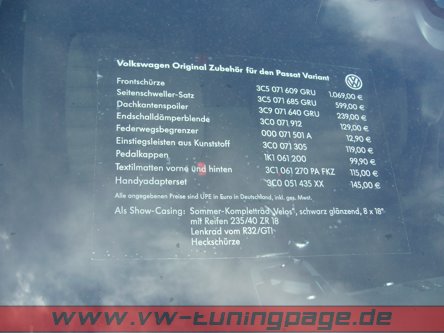 Volkswagen Original Zubehör für den Passat Variant
Frontschürze 3C5 071 609 GRU 1.069,00 €
Seitenschweller-Satz 3C5 071 685 GRU 599,00 €
Dachkantenspoiler 3C9 071 640 GRU 239,00 €
Endschalldämperblende 3C0 071 912 129,00 €
Federwegsbegrenzer 000 071 501 A 12,90 €
Einstiegsleisten aus Kunststoff 3C0 071 305 119,00 €
Pedalkappen 1K1 061 200 99,90 €
Textilmatten vorne und hinten 3C1 061 270 PA FKZ 115,00 €
Handyadapterset 3C0 051 435 XX 145,00 €
Alle angegebenen Preise sind UPE in Euro in Deutschland, inkl. ges. Mwst.
Als Show-Casing: Sommer-Komplettrad „Velos", schwarz glänzend, 8 x 18"
mit Reifen 235/40 ZR 18
Lenkrad vom R32/GTI
Heckschürze
www.vw-tuningpage.de